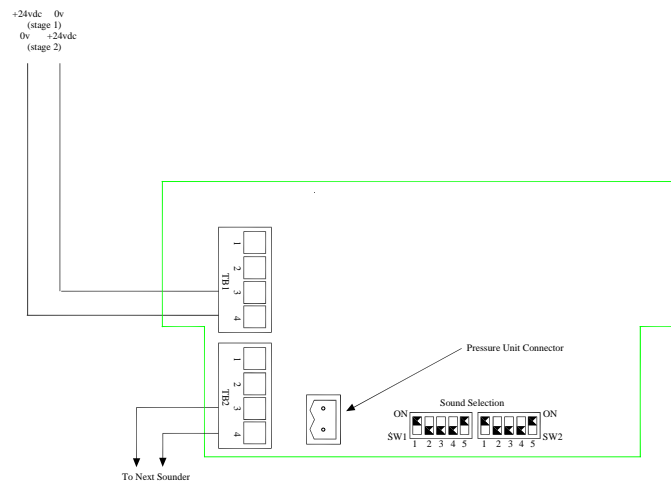 +24vdc 0v
(stage 1)
0v +24vdc
(stage 2)
1
2
TB1
3
4
1
2
TB2
3
4
Pressure Unit Connector
Sound Selection
ON ON
SW1 SW2
1 2 3 4 5 1 2 3 4 5
To Next Sounder